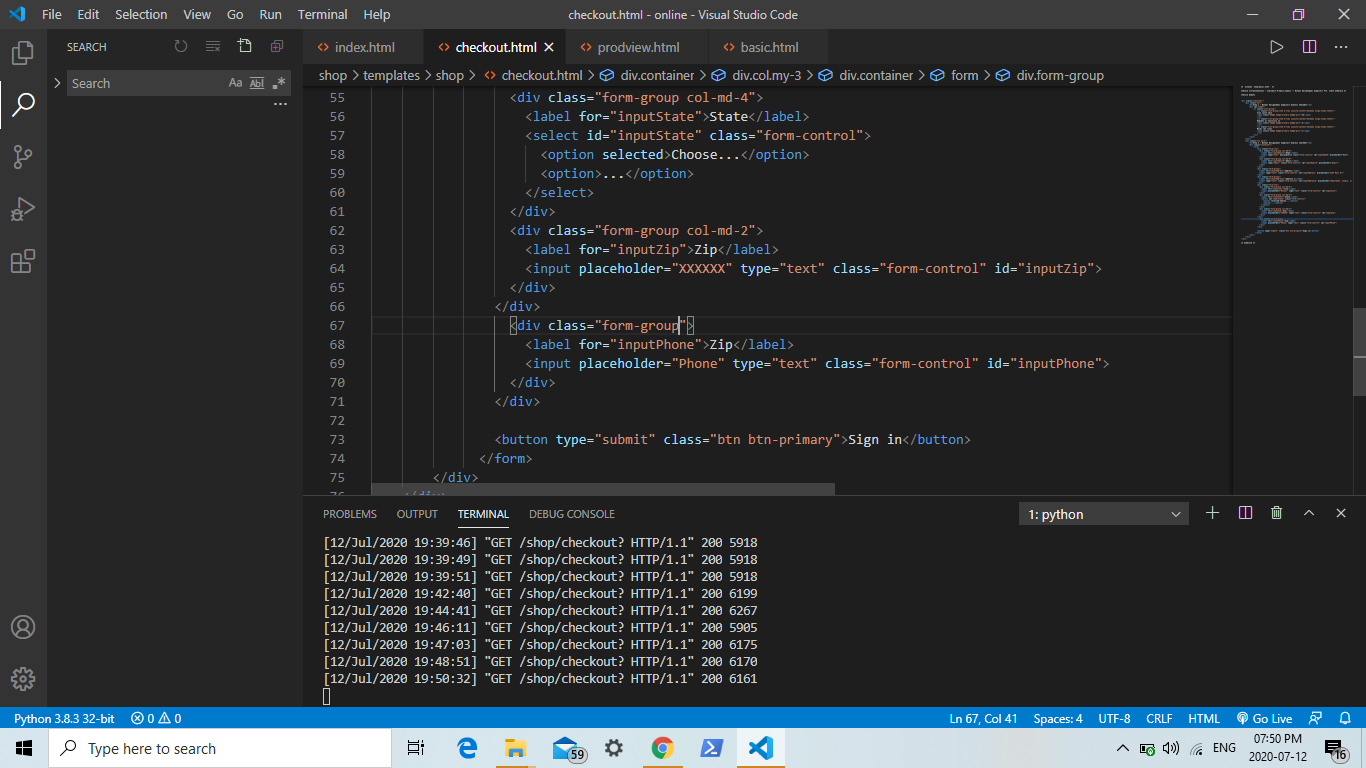 File Edit Selection View Go Run Terminal Help checkout.html - online - Visual Studio Code
SEARCH
Search Aa Abl .*
index.html checkout.html prodview.html basic.html
shop > templates > shop > checkout.html > div.container > div.col.my-3 > div.container > form > div.form-group
55 <div class="form-group col-md-4">
56 <label for="inputState">State</label>
57 <select id="inputState" class="form-control">
58 <option selected>Choose...</option>
59 <option>...</option>
60 </select>
61 </div>
62 <div class="form-group col-md-2">
63 <label for="inputZip">Zip</label>
64 <input placeholder="XXXXXX" type="text" class="form-control" id="inputZip">
65 </div>
66 </div>
67 <div class="form-group">
68 <label for="inputPhone">Zip</label>
69 <input placeholder="Phone" type="text" class="form-control" id="inputPhone">
70 </div>
71 </div>
72
73 <button type="submit" class="btn btn-primary">Sign in</button>
74 </form>
75 </div>
76 </div>
PROBLEMS OUTPUT TERMINAL DEBUG CONSOLE 1: python
[12/Jul/2020 19:39:46] "GET /shop/checkout? HTTP/1.1" 200 5918
[12/Jul/2020 19:39:49] "GET /shop/checkout? HTTP/1.1" 200 5918
[12/Jul/2020 19:39:51] "GET /shop/checkout? HTTP/1.1" 200 5918
[12/Jul/2020 19:42:40] "GET /shop/checkout? HTTP/1.1" 200 6199
[12/Jul/2020 19:44:41] "GET /shop/checkout? HTTP/1.1" 200 6267
[12/Jul/2020 19:46:11] "GET /shop/checkout? HTTP/1.1" 200 5905
[12/Jul/2020 19:47:03] "GET /shop/checkout? HTTP/1.1" 200 6175
[12/Jul/2020 19:48:51] "GET /shop/checkout? HTTP/1.1" 200 6170
[12/Jul/2020 19:50:32] "GET /shop/checkout? HTTP/1.1" 200 6161
Python 3.8.3 32-bit 0 0 Ln 67, Col 41 Spaces: 4 UTF-8 CRLF HTML Go Live
Type here to search 59 ENG 07:50 PM 16
2020-07-12